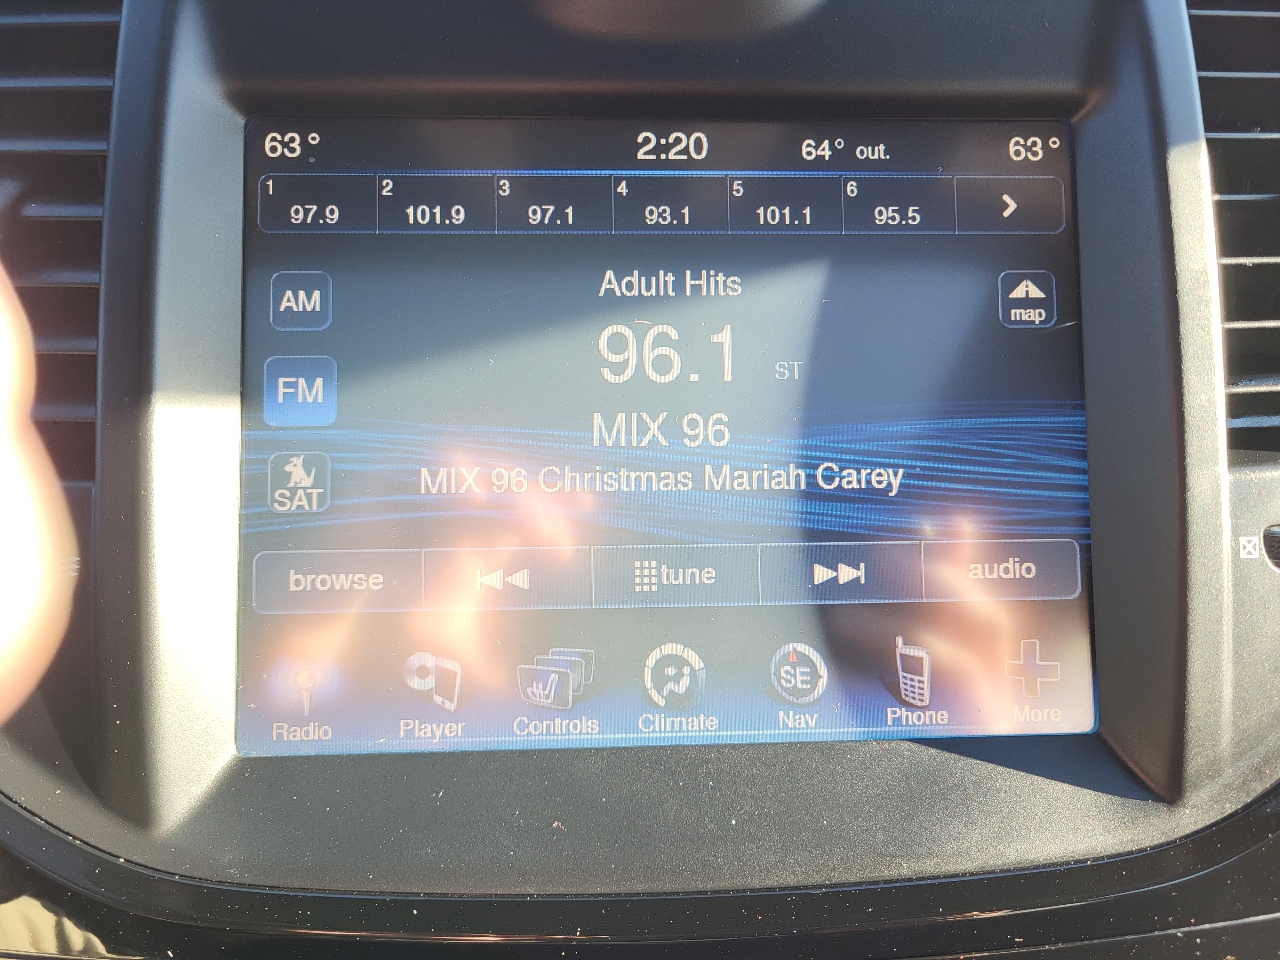 63° 2:20 64° out. 63°
1 2 3 4 5 6
97.9 101.9 97.1 93.1 101.1 95.5
Adult Hits
AM
map
96.1 ST
FM
MIX 96
MIX 96 Christmas Mariah Carey
SAT
browse tune audio
SE
Radio Player Controls Climate Nav Phone More